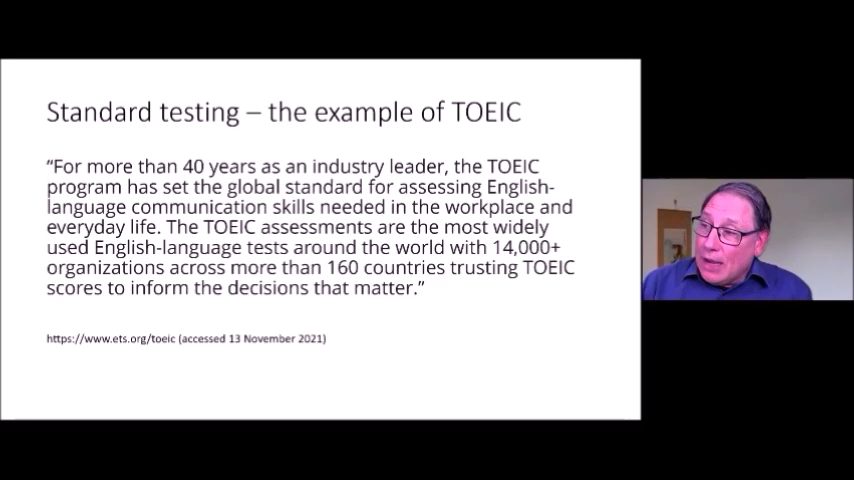 Standard testing – the example of TOEIC
“For more than 40 years as an industry leader, the TOEIC
program has set the global standard for assessing English-
language communication skills needed in the workplace and
everyday life. The TOEIC assessments are the most widely
used English-language tests around the world with 14,000+
organizations across more than 160 countries trusting TOEIC
scores to inform the decisions that matter.”
https://www.ets.org/toeic (accessed 13 November 2021)